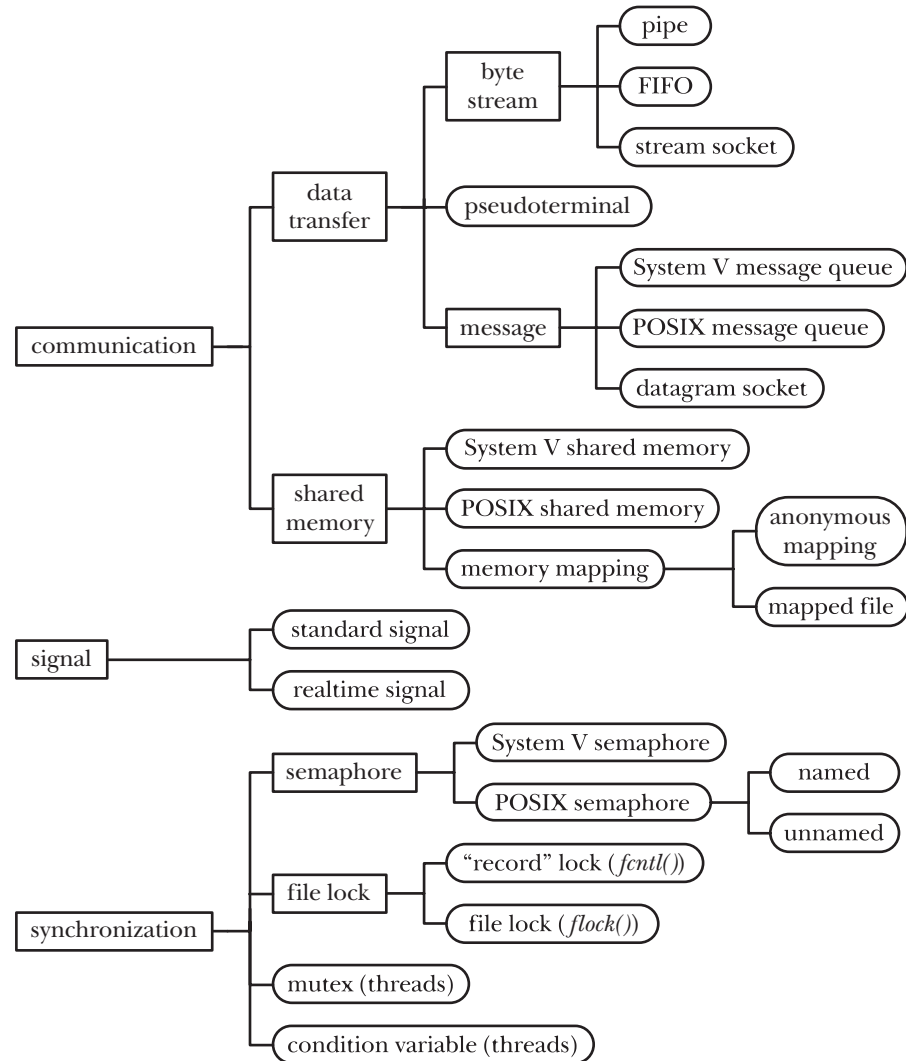 pipe
byte
stream
FIFO
stream socket
data
transfer
pseudoterminal
System V message queue
communication
message
POSIX message queue
datagram socket
System V shared memory
shared
memory
POSIX shared memory
anonymous
mapping
memory mapping
mapped file
standard signal
signal
realtime signal
System V semaphore
semaphore
named
POSIX semaphore
unnamed
“record” lock (fcntl())
file lock
file lock (flock())
synchronization
mutex (threads)
condition variable (threads)